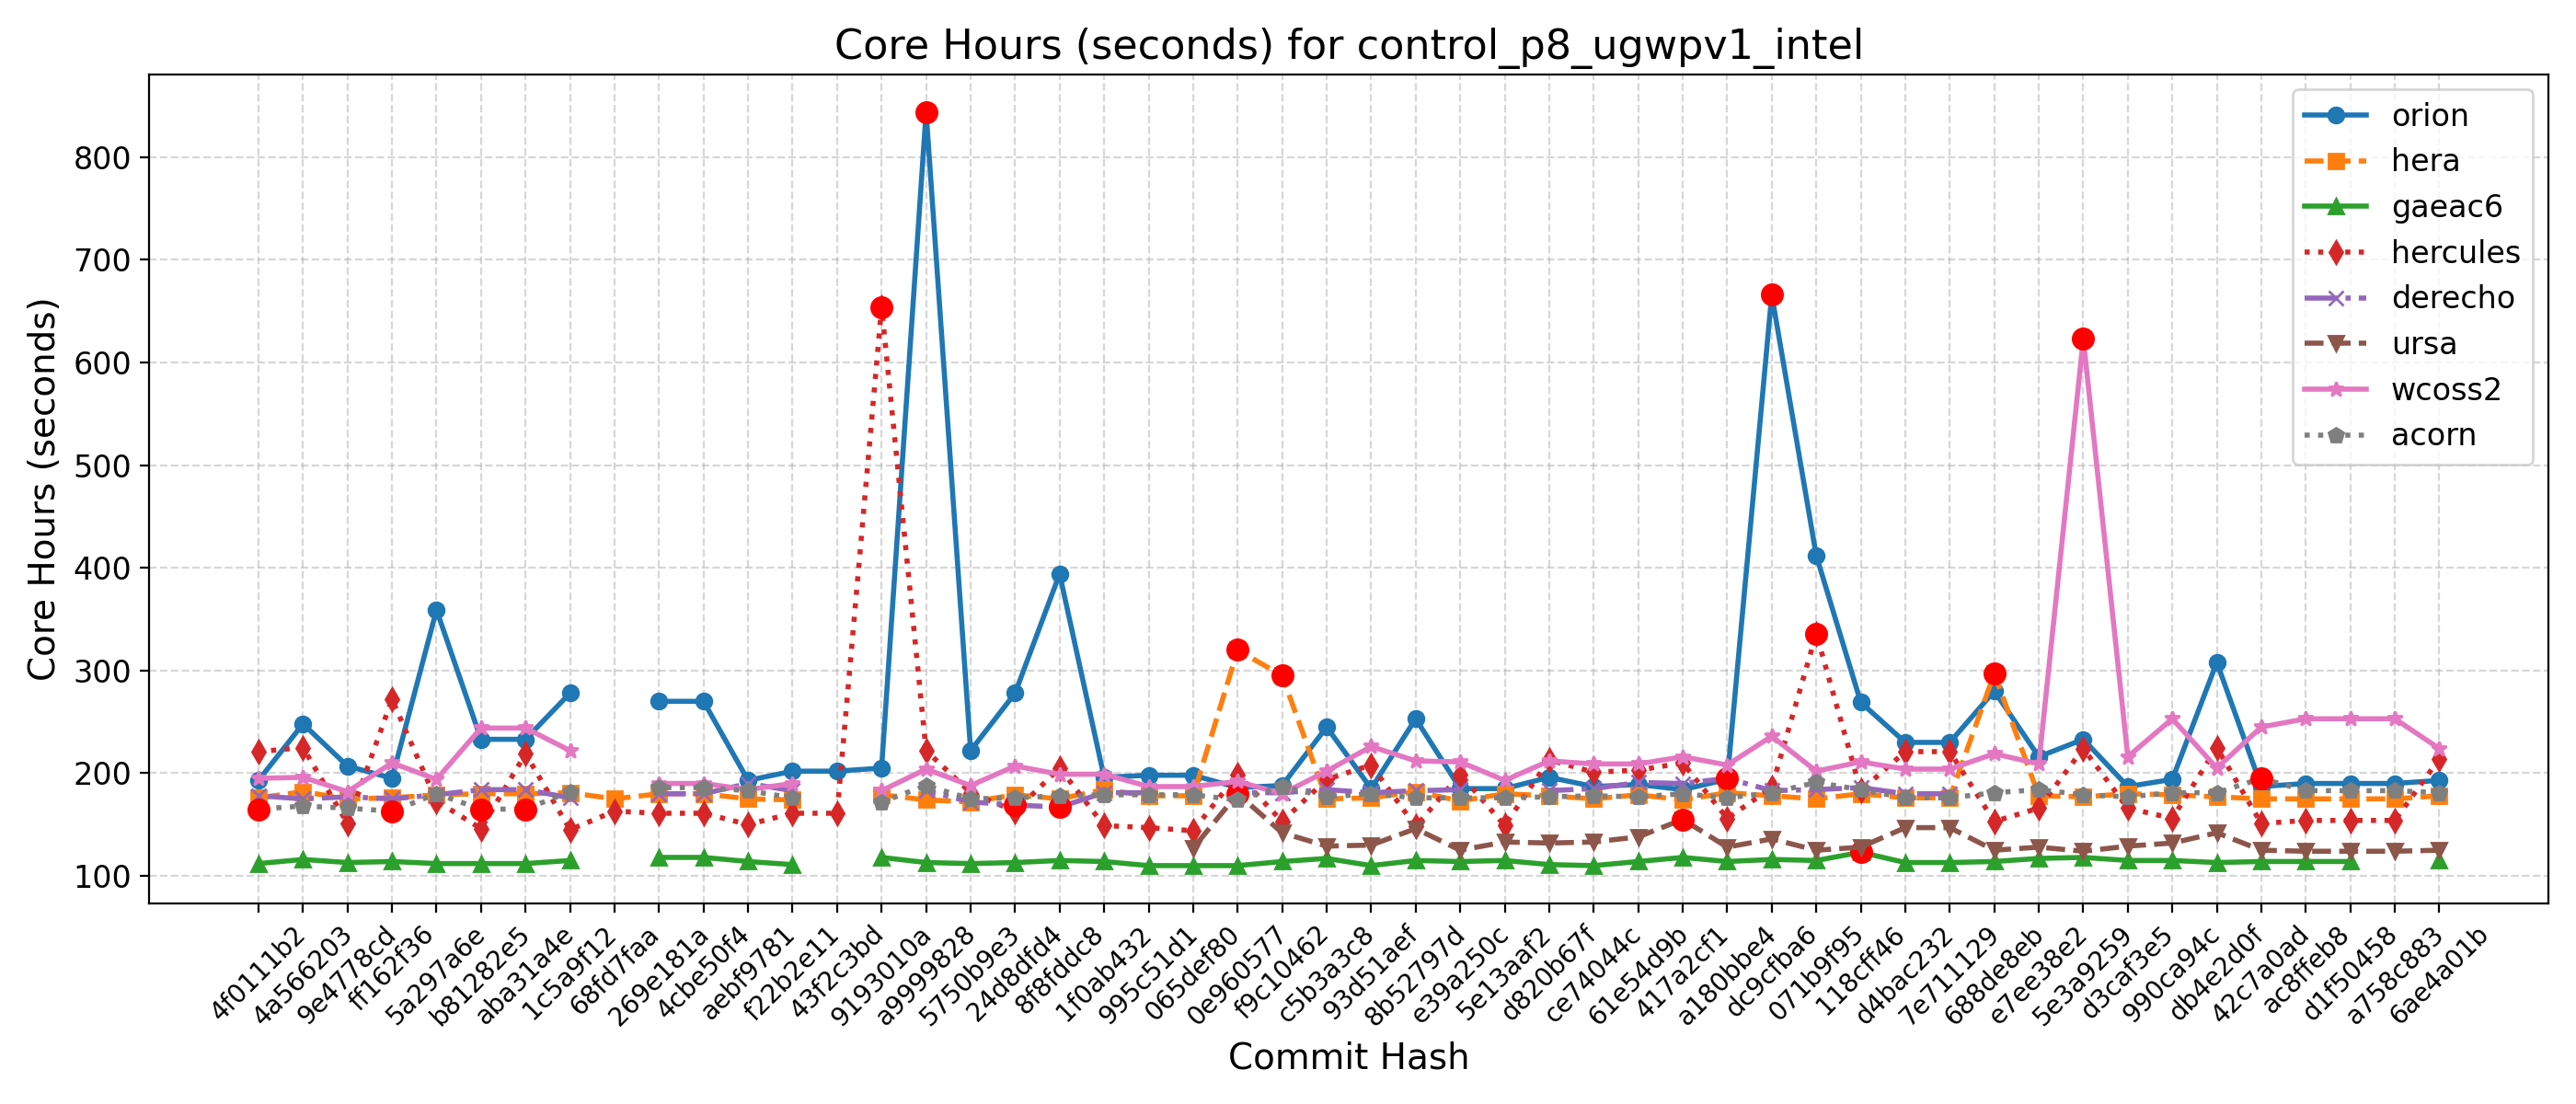 Core Hours (seconds) for control_p8_ugwpv1_intel
Core Hours (seconds)
800
700
600
500
400
300
200
100
orion
hera
gaeac6
hercules
derecho
ursa
wcoss2
acorn
4f0111b2
4a566203
9e4778cd
ff162f36
5a297a6e
b81282e5
aba31a4e
1c5a9f12
68fd7faa
269e181a
4cbe50f4
aebf9781
f22b2e11
43f2c3bd
9193010a
a9999828
5750b9e3
24d8dfd4
8f8fddc8
1f0ab432
995c51d1
065def80
0e960577
f9c10462
c5b3a3c8
93d51aef
8b52797d
e39a250c
5e13aaf2
d820b67f
ce74044c
61e54d9b
417a2cf1
a180bbe4
dc9cfba6
071b9f95
118cff46
d4bac232
7e711129
688de8eb
e7ee38e2
5e3a9259
d3caf3e5
990ca94c
db4e2d0f
42c7a0ad
ac8ffeb8
d1f50458
a758c883
6ae4a01b
Commit Hash